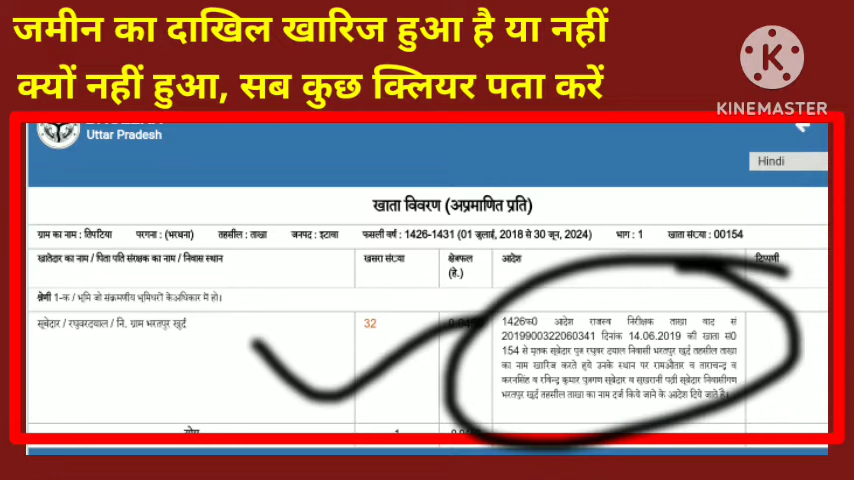 जमीन का दाखिल खारिज हुआ है या नहीं
क्यों नहीं हुआ, सब कुछ क्लियर पता करें
KINEMASTER
Uttar Pradesh
Hindi
खाता विवरण (अप्रमाणित प्रति)
ग्राम का नाम : तिपटिया परगना : (भरथना) तहसील : ताखा जनपद : इटावा फसली वर्ष : 1426-1431 (01 जुलाई, 2018 से 30 जून, 2024) भाग : 1 खाता संख्या : 00154
खातेदार का नाम / पिता पति संरक्षक का नाम / निवास स्थान खसरा संख्या क्षेत्रफल (हे.) आदेश टिप्पणी
श्रेणी 1-क / भूमि जो संक्रमणीय भूमिधरों के अधिकार में हो।
सूबेदार / रघुवरदयाल / नि. ग्राम भरतपुर खुर्द 32
1426फ0 आदेश राजस्व निरीक्षक ताखा वाद सं
2019900322060341 दिनांक 14.06.2019 की खाता सं0
154 से मृतक सूबेदार पुत्र रघुवर दयाल निवासी भरतपुर खुर्द तहसील ताखा
का नाम खारिज करते हुये उनके स्थान पर रामऔतार व ताराचन्द्र व
करनसिंह व रविन्द्र कुमार पुत्रगण सूबेदार व सुखरानी पत्नी सूबेदार निवासीगण
भरतपुर खुर्द तहसील ताखा का नाम दर्ज किये जाने के आदेश दिये जाते है।